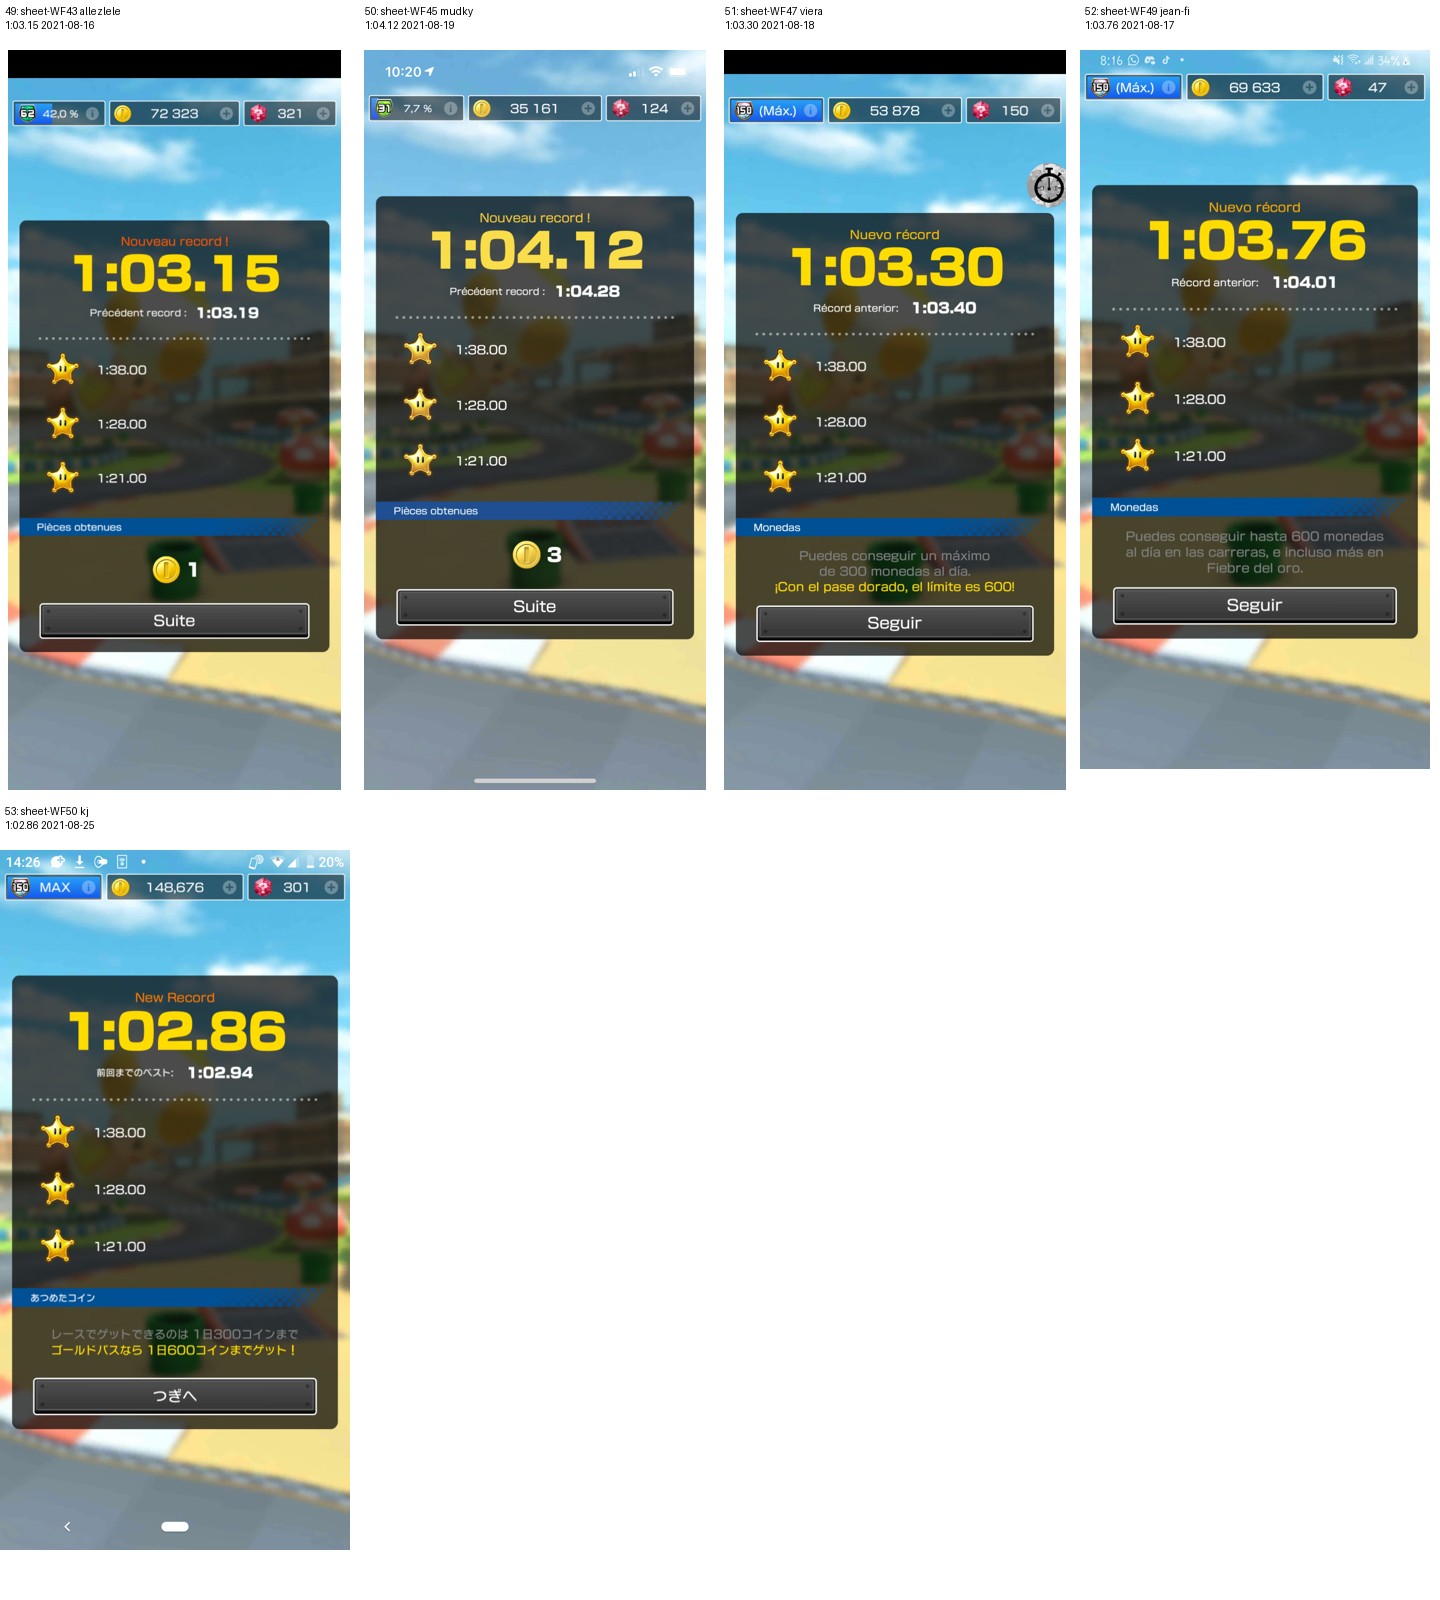 49: sheet-WF43 allezlele
1:03.15 2021-08-16
62 42,0 % i
72 323
321
Nouveau record !
1:03.15
Précédent record : 1:03.19
1:38.00
1:28.00
1:21.00
Pièces obtenues
1
Suite
50: sheet-WF45 mudky
1:04.12 2021-08-19
10:20
31 7,7 % i
35 161
124
Nouveau record !
1:04.12
Précédent record : 1:04.28
1:38.00
1:28.00
1:21.00
Pièces obtenues
3
Suite
51: sheet-WF47 viera
1:03.30 2021-08-18
150 (Máx.) i
53 878
150
Nuevo récord
1:03.30
Récord anterior: 1:03.40
1:38.00
1:28.00
1:21.00
Monedas
Puedes conseguir un máximo
de 300 monedas al día.
¡Con el pase dorado, el límite es 600!
Seguir
52: sheet-WF49 jean-fi
1:03.76 2021-08-17
8:16
34%
150 (Máx.) i
69 633
47
Nuevo récord
1:03.76
Récord anterior: 1:04.01
1:38.00
1:28.00
1:21.00
Monedas
Puedes conseguir hasta 600 monedas
al día en las carreras, e incluso más en
Fiebre del oro.
Seguir
53: sheet-WF50 kj
1:02.86 2021-08-25
14:26
20%
150 MAX i
148,676
301
New Record
1:02.86
前回までのベスト: 1:02.94
1:38.00
1:28.00
1:21.00
あつめたコイン
レースでゲットできるのは 1日300コインまで
ゴールドパスなら 1日600コインまでゲット！
つぎへ